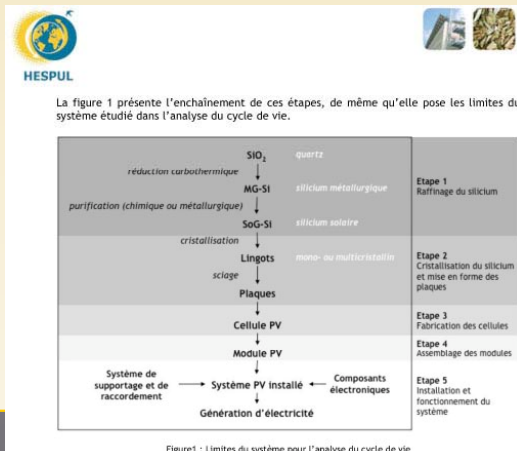 HESPUL
La figure 1 présente l'enchaînement de ces étapes, de même qu'elle pose les limites du
système étudié dans l'analyse du cycle de vie.
SiO₂ quartz
réduction carbothermique
MG-Si silicium métallurgique
purification (chimique ou métallurgique)
SoG-Si silicium solaire
Etape 1
Raffinage du silicium
cristallisation
Lingots mono- ou multicristallin
sciage
Plaques
Etape 2
Cristallisation du silicium
et mise en forme des
plaques
Cellule PV
Etape 3
Fabrication des cellules
Module PV
Etape 4
Assemblage des modules
Système de
supportage et de
raccordement
Système PV installé
Composants
électroniques
Génération d'électricité
Etape 5
Installation et
fonctionnement du
système
Figure1 : Limites du système pour l'analyse du cycle de vie